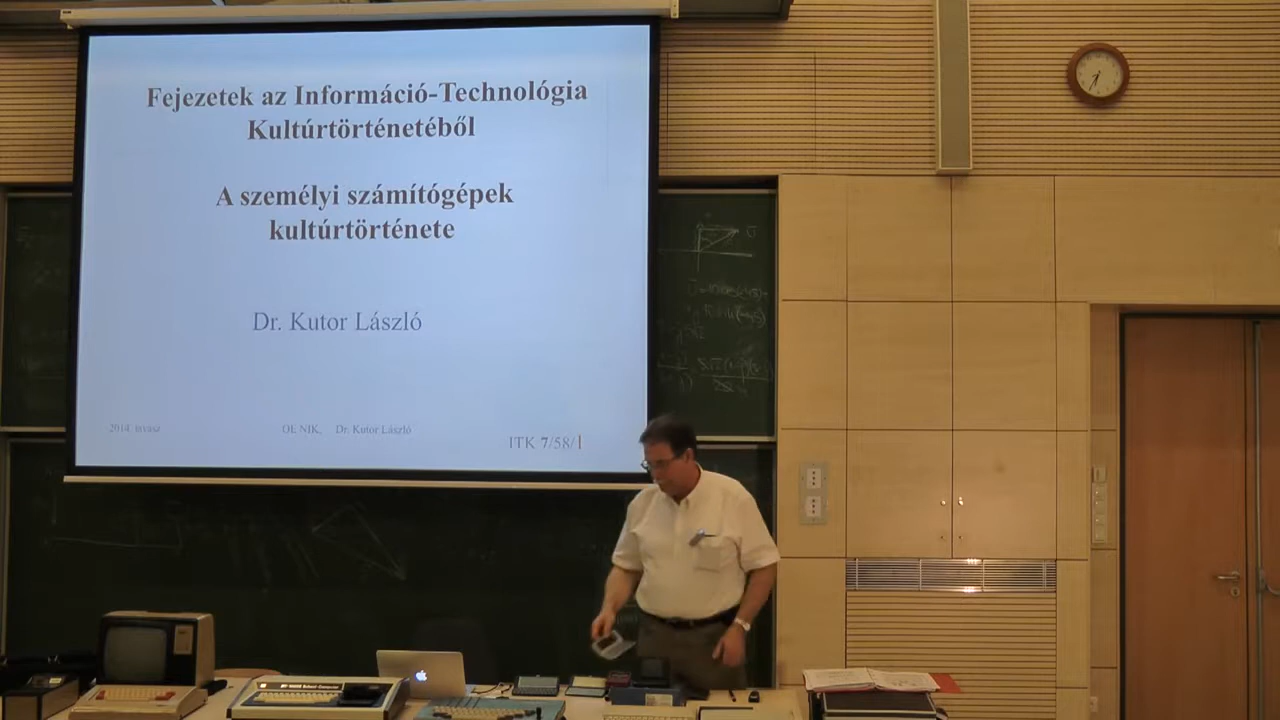 Fejezetek az Információ-Technológia
Kultúrtörténetéből
A személyi számítógépek
kultúrtörténete
Dr. Kutor László
2014. tavasz
OE NIK, Dr. Kutor László
ITK 7/58/1